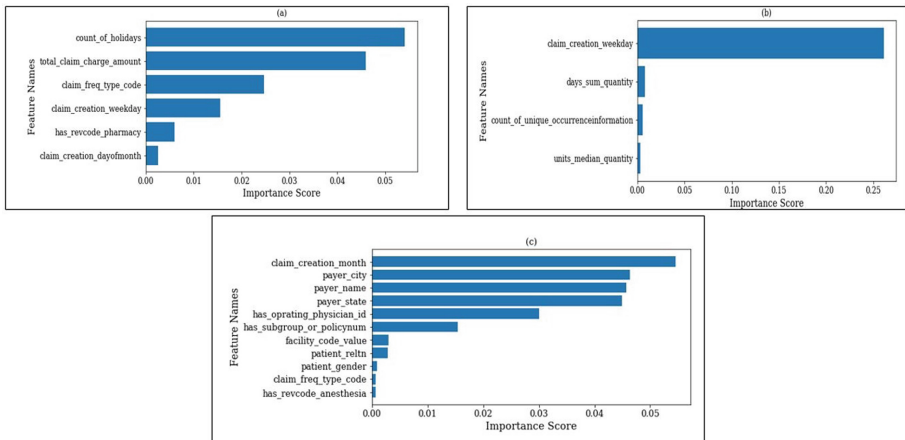 (a)
Feature Names
count_of_holidays
total_claim_charge_amount
claim_freq_type_code
claim_creation_weekday
has_revcode_pharmacy
claim_creation_dayofmonth
0.00 0.01 0.02 0.03 0.04 0.05
Importance Score
(b)
Feature Names
claim_creation_weekday
days_sum_quantity
count_of_unique_occurrenceinformation
units_median_quantity
0.00 0.05 0.10 0.15 0.20 0.25
Importance Score
(c)
Feature Names
claim_creation_month
payer_city
payer_name
payer_state
has_oprating_physician_id
has_subgroup_or_policynum
facility_code_value
patient_reltn
patient_gender
claim_freq_type_code
has_revcode_anesthesia
0.00 0.01 0.02 0.03 0.04 0.05
Importance Score